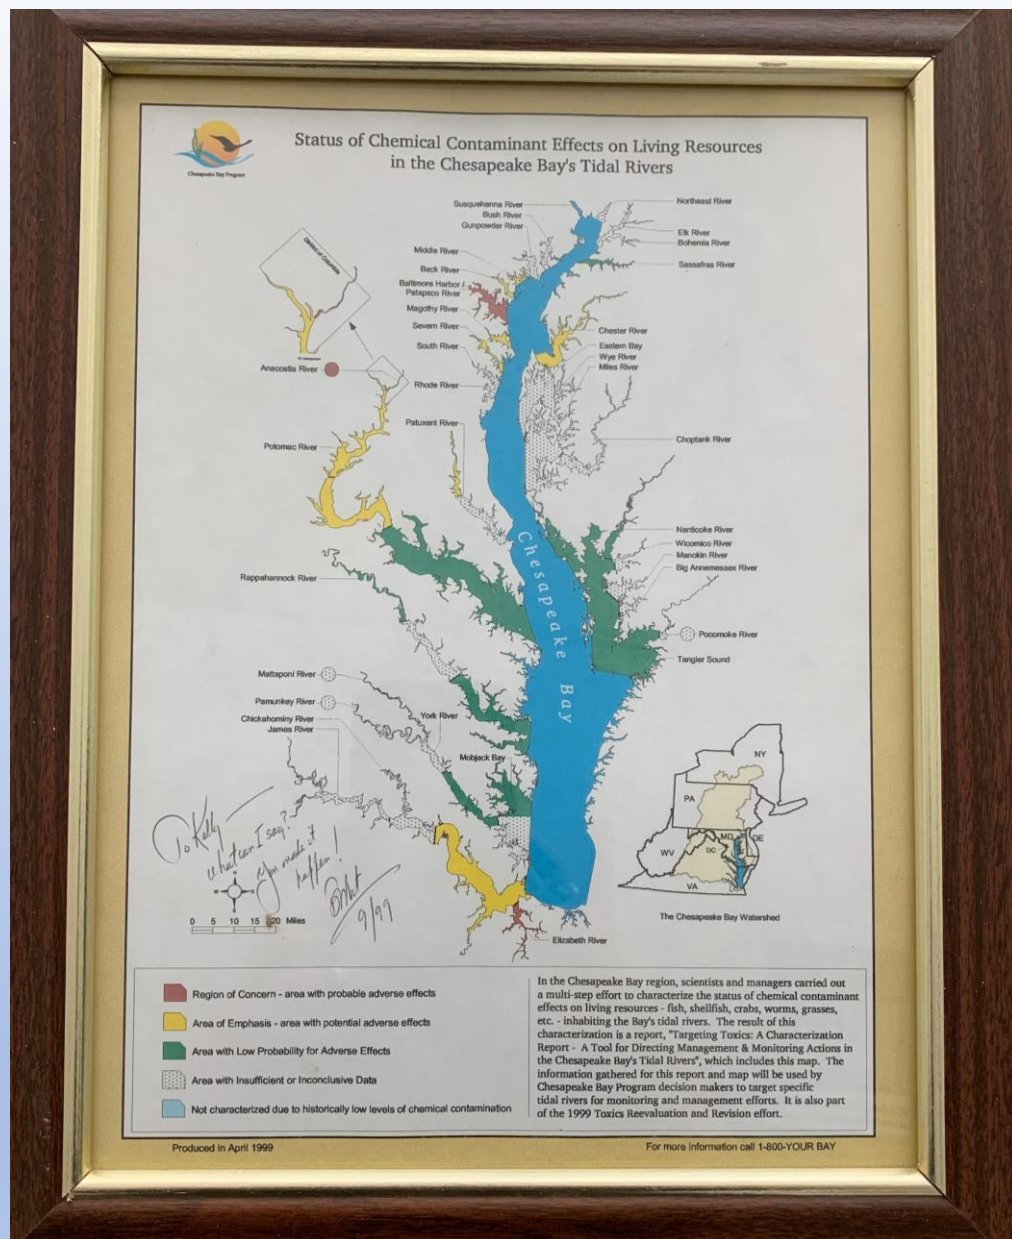 Status of Chemical Contaminant Effects on Living Resources
in the Chesapeake Bay's Tidal Rivers
Chesapeake Bay Program
Susquehanna River
Bush River
Gunpowder River
Northeast River
Elk River
Bohemia River
Sassafras River
District of Columbia
Middle River
Back River
Baltimore Harbor /
Patapsco River
Magothy River
Severn River
South River
Chester River
Eastern Bay
Wye River
Miles River
Anacostia River
Rhode River
Patuxent River
Potomac River
Choptank River
Nanticoke River
Wicomico River
Manokin River
Big Annemessex River
Rappahannock River
Chesapeake Bay
Pocomoke River
Tangier Sound
Mattaponi River
Pamunkey River
York River
Chickahominy River
James River
Mobjack Bay
NY
PA
MD
DE
DC
WV
VA
The Chesapeake Bay Watershed
To Kelly
What can I say?
You made it
happen!
9/99
W
0 5 10 15 20 Miles
Elizabeth River
Region of Concern - area with probable adverse effects
Area of Emphasis - area with potential adverse effects
Area with Low Probability for Adverse Effects
Area with Insufficient or Inconclusive Data
Not characterized due to historically low levels of chemical contamination
In the Chesapeake Bay region, scientists and managers carried out
a multi-step effort to characterize the status of chemical contaminant
effects on living resources - fish, shellfish, crabs, worms, grasses,
etc. - inhabiting the Bay's tidal rivers. The result of this
characterization is a report, "Targeting Toxics: A Characterization
Report - A Tool for Directing Management & Monitoring Actions in
the Chesapeake Bay's Tidal Rivers", which includes this map. The
information gathered for this report and map will be used by
Chesapeake Bay Program decision makers to target specific
tidal rivers for monitoring and management efforts. It is also part
of the 1999 Toxics Reevaluation and Revision effort.
Produced in April 1999
For more information call 1-800-YOUR BAY